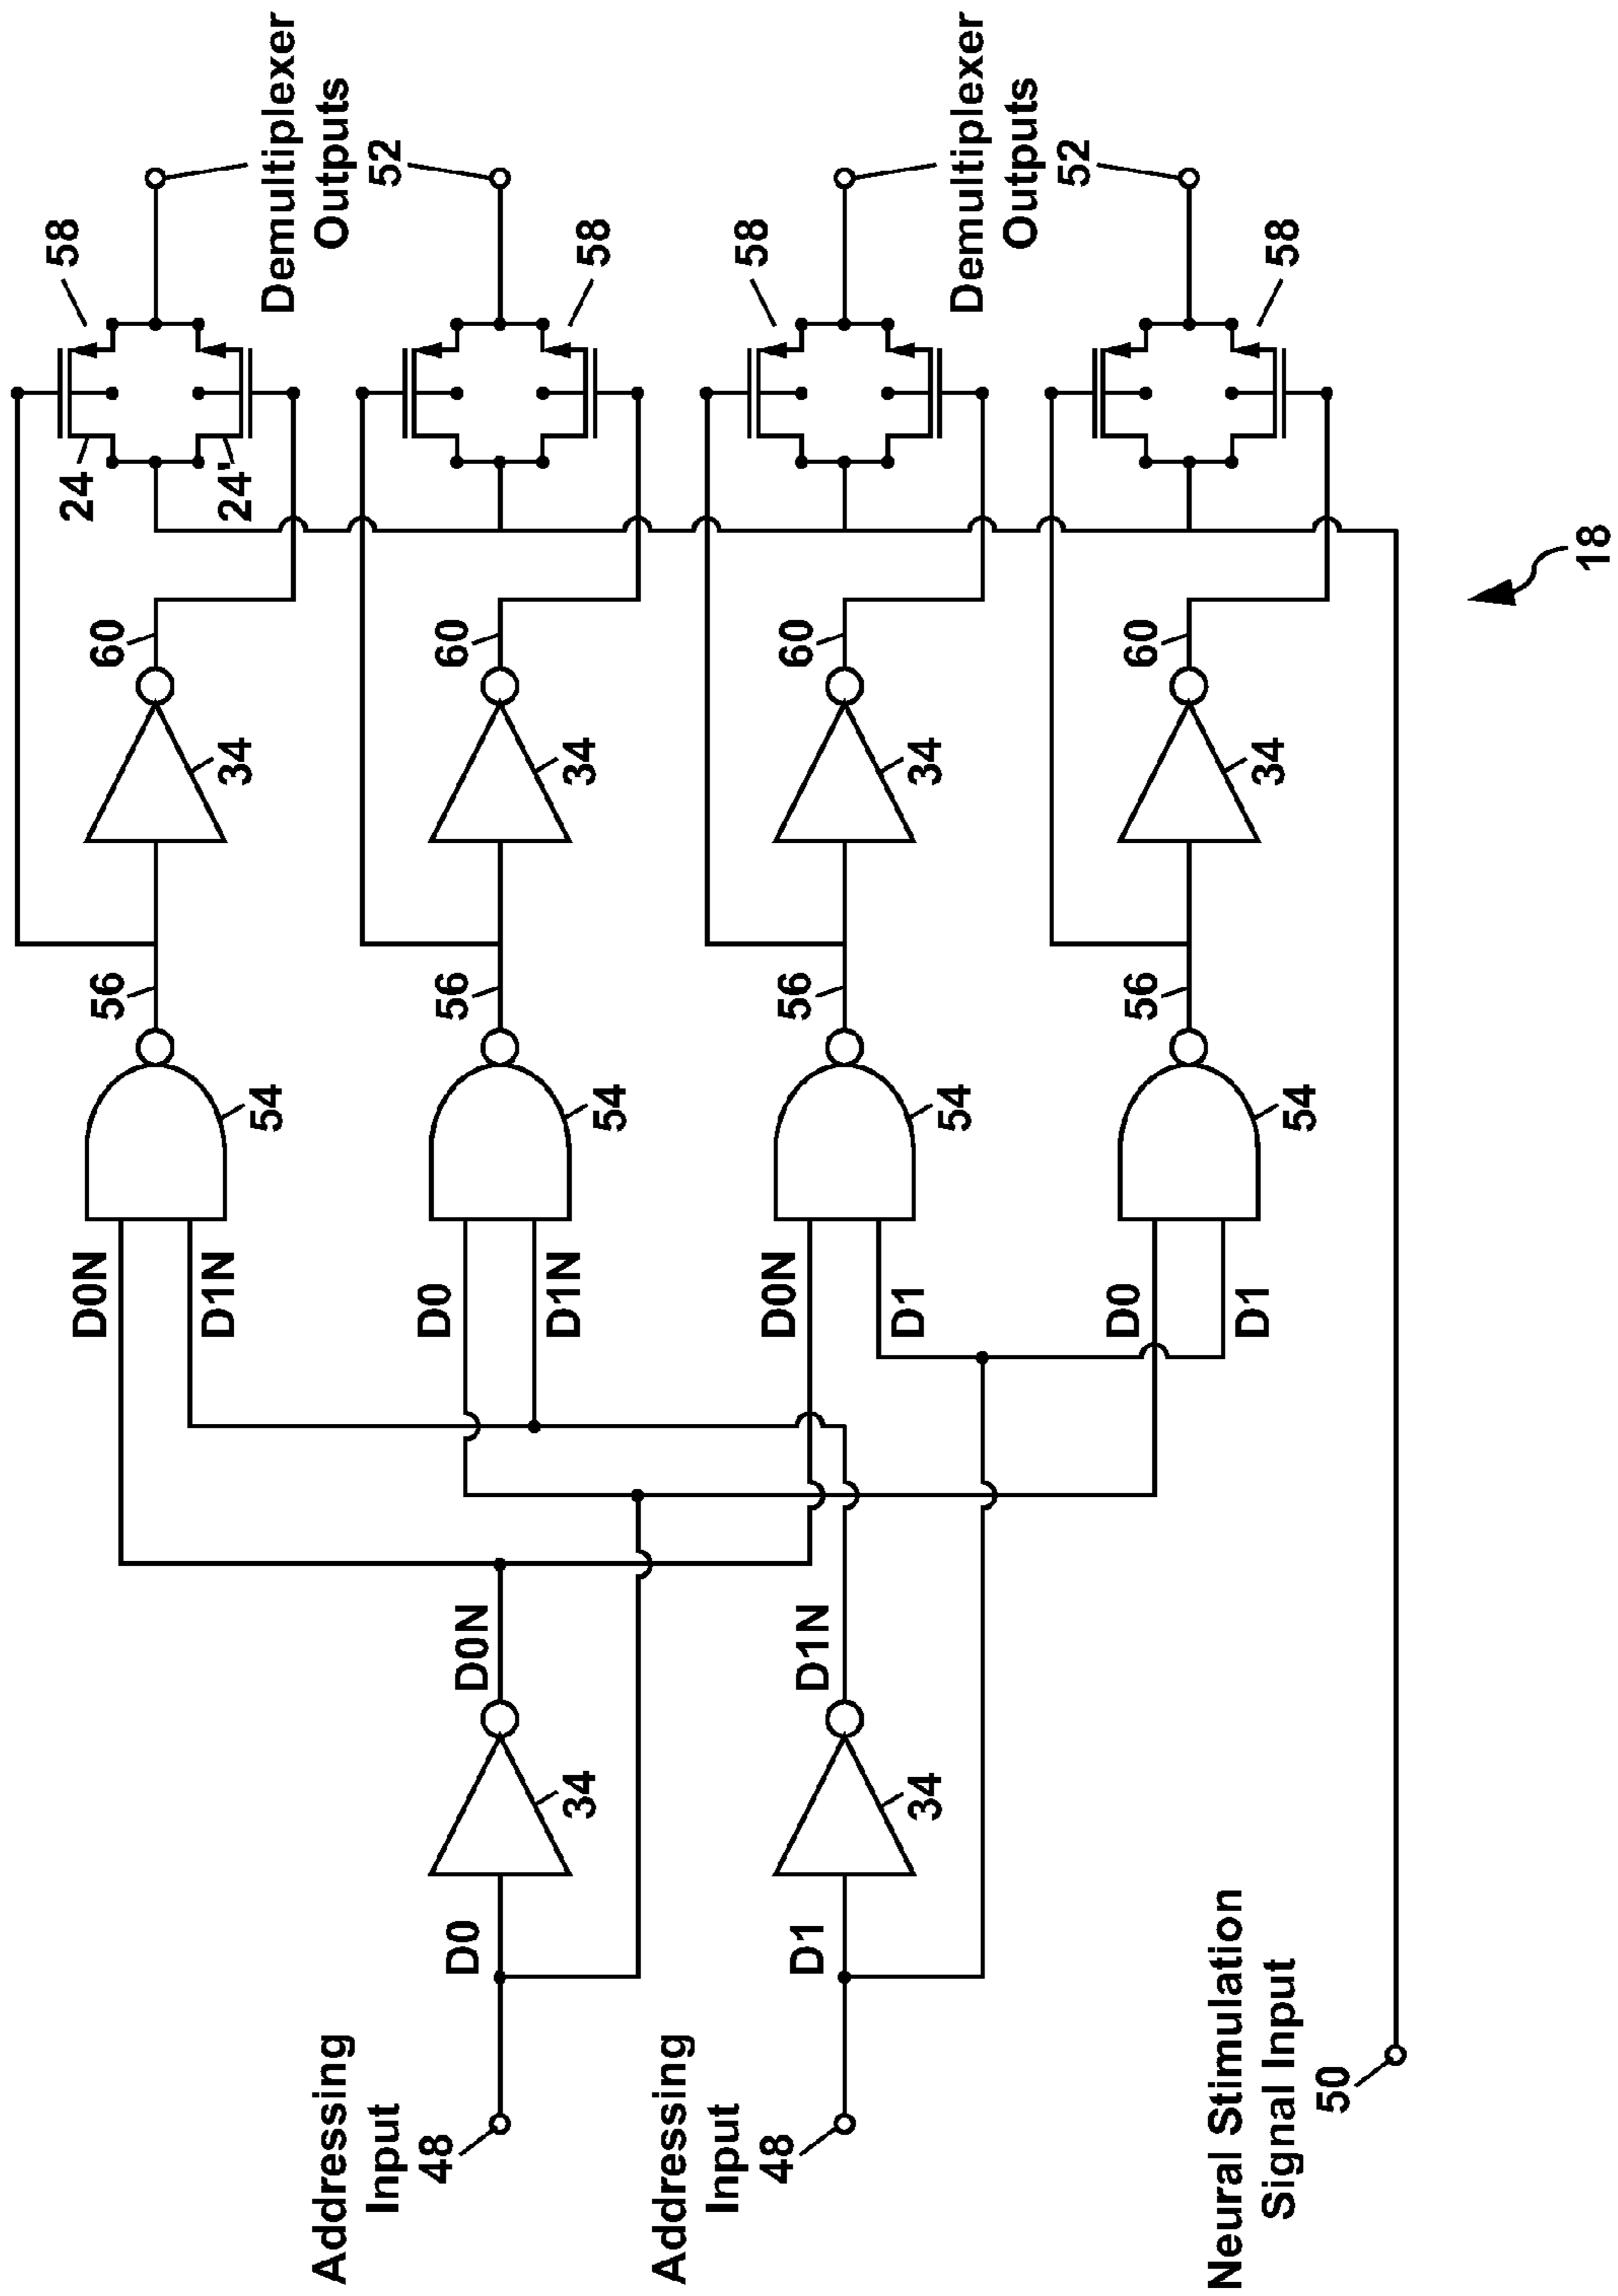 Addressing
Input
48
D0
34
D0N
Addressing
Input
48
D1
34
D1N
Neural Stimulation
Signal Input
50
D0N
D1N
54
56
34
60
24
24'
58
Demultiplexer
Outputs
52
D0
D1N
54
56
34
60
58
D0N
D1
54
56
34
60
58
Demultiplexer
Outputs
52
D0
D1
54
56
34
60
58
18